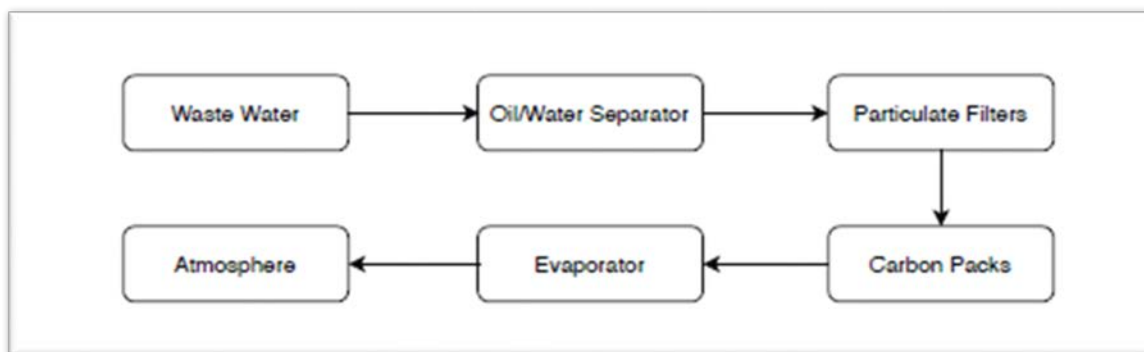 Waste Water
Oil/Water Separator
Particulate Filters
Carbon Packs
Evaporator
Atmosphere